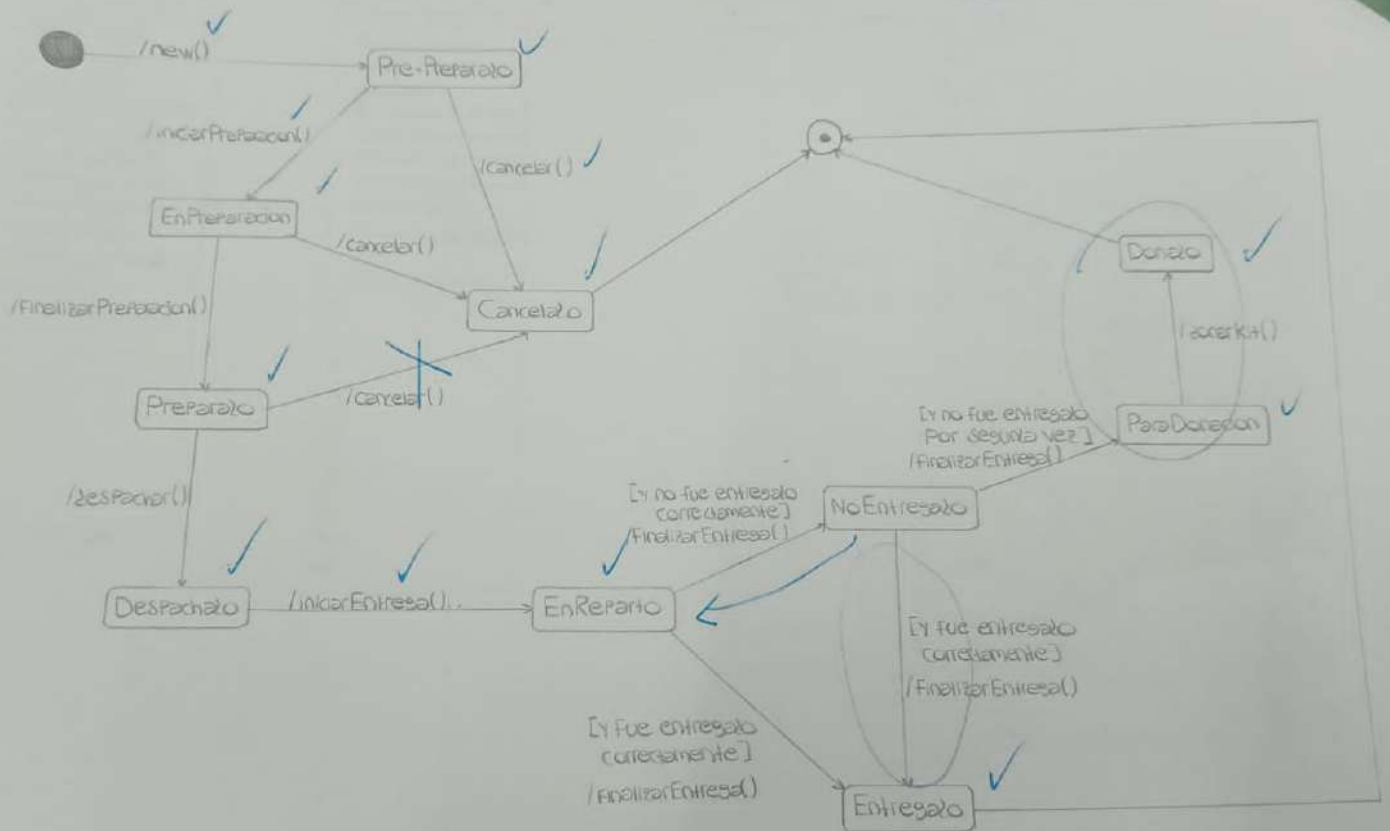 /new()
Pre-Preparado
/iniciarPreparacion()
/cancelar()
EnPreparacion
/cancelar()
Donado
/finalizarPreparacion()
Cancelado
Preparado
/cancelar()
[y no fue entregado
por segunda vez]
/finalizarEntrega()
ParaDonacion
/despachar()
[y no fue entregado
correctamente]
/finalizarEntrega()
NoEntregado
Despachado
/iniciarEntrega()
EnReparto
[y fue entregado
correctamente]
/finalizarEntrega()
[y fue entregado
correctamente]
/finalizarEntrega()
Entregado